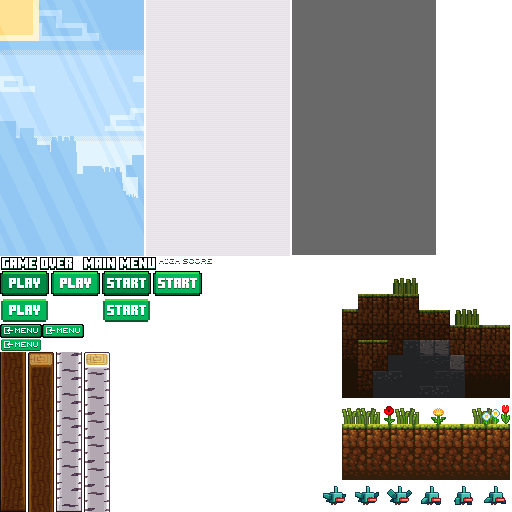 GAME OVER MAIN MENU HIGH SCORE
PLAY PLAY START START
PLAY START
MENU MENU
MENU